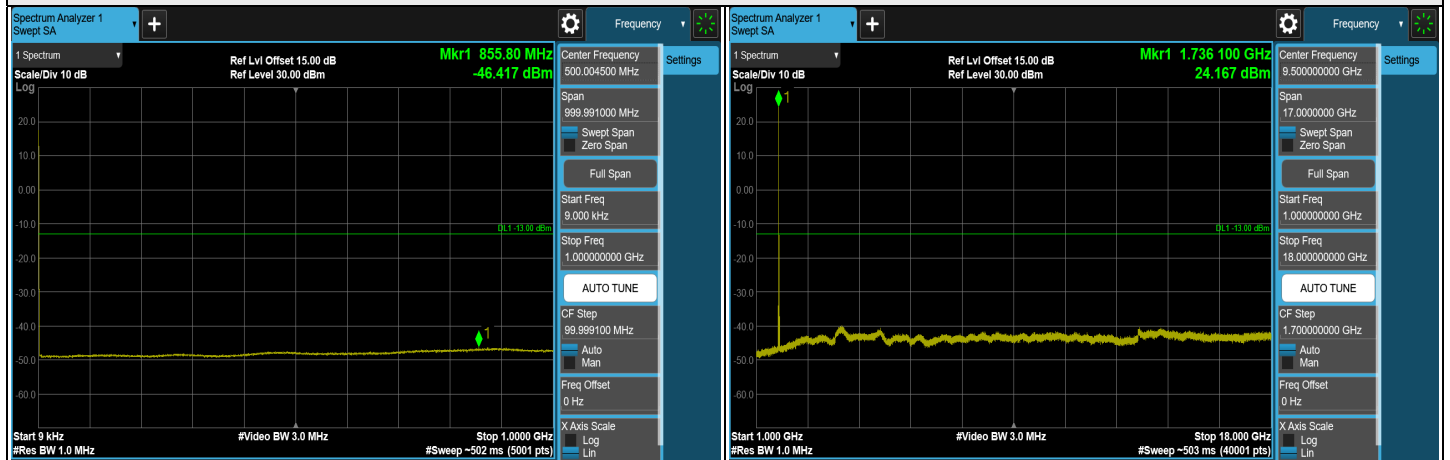 Spectrum Analyzer 1
Swept SA
+
Frequency
1 Spectrum
Scale/Div 10 dB
Log
Ref Lvl Offset 15.00 dB
Ref Level 30.00 dBm
Mkr1 855.80 MHz
-46.417 dBm
1
20.0
10.0
0.00
-10.0
-20.0
-30.0
-40.0
-50.0
-60.0
DL1 -13.00 dBm
1
Start 9 kHz
#Res BW 1.0 MHz
#Video BW 3.0 MHz
Stop 1.0000 GHz
#Sweep ~502 ms (5001 pts)
Center Frequency
500.004500 MHz
Span
999.991000 MHz
Swept Span
Zero Span
Full Span
Start Freq
9.000 kHz
Stop Freq
1.000000000 GHz
AUTO TUNE
CF Step
99.999100 MHz
Auto
Man
Freq Offset
0 Hz
X Axis Scale
Log
Lin
Settings
Spectrum Analyzer 1
Swept SA
+
Frequency
1 Spectrum
Scale/Div 10 dB
Log
Ref Lvl Offset 15.00 dB
Ref Level 30.00 dBm
Mkr1 1.736 100 GHz
24.167 dBm
1
20.0
10.0
0.00
-10.0
-20.0
-30.0
-40.0
-50.0
-60.0
DL1 -13.00 dBm
Start 1.000 GHz
#Res BW 1.0 MHz
#Video BW 3.0 MHz
Stop 18.000 GHz
#Sweep ~503 ms (40001 pts)
Center Frequency
9.500000000 GHz
Span
17.0000000 GHz
Swept Span
Zero Span
Full Span
Start Freq
1.000000000 GHz
Stop Freq
18.000000000 GHz
AUTO TUNE
CF Step
1.700000000 GHz
Auto
Man
Freq Offset
0 Hz
X Axis Scale
Log
Lin
Settings